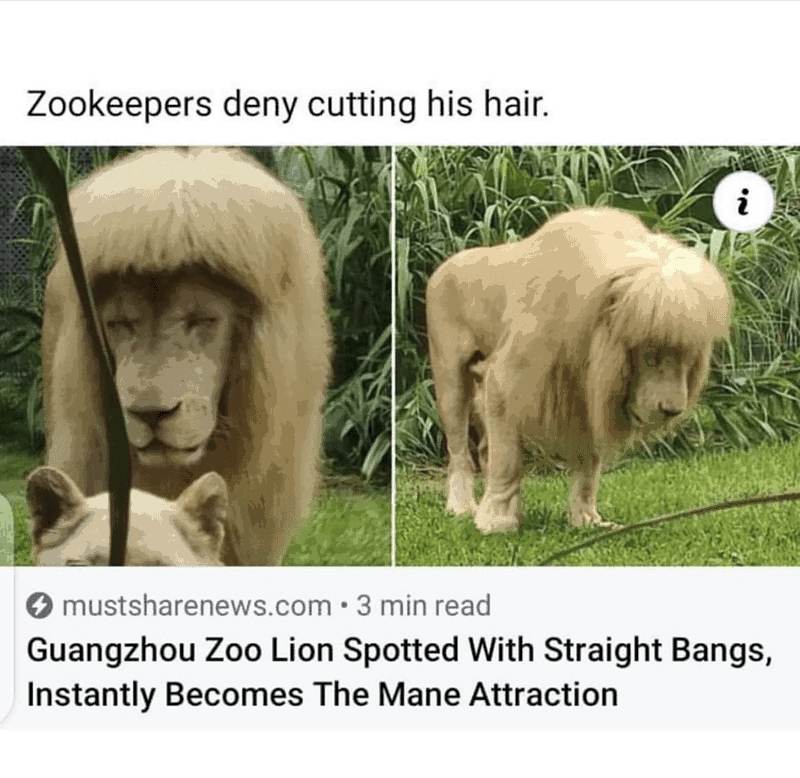 Zookeepers deny cutting his hair.
i
mustsharenews.com • 3 min read
Guangzhou Zoo Lion Spotted With Straight Bangs,
Instantly Becomes The Mane Attraction